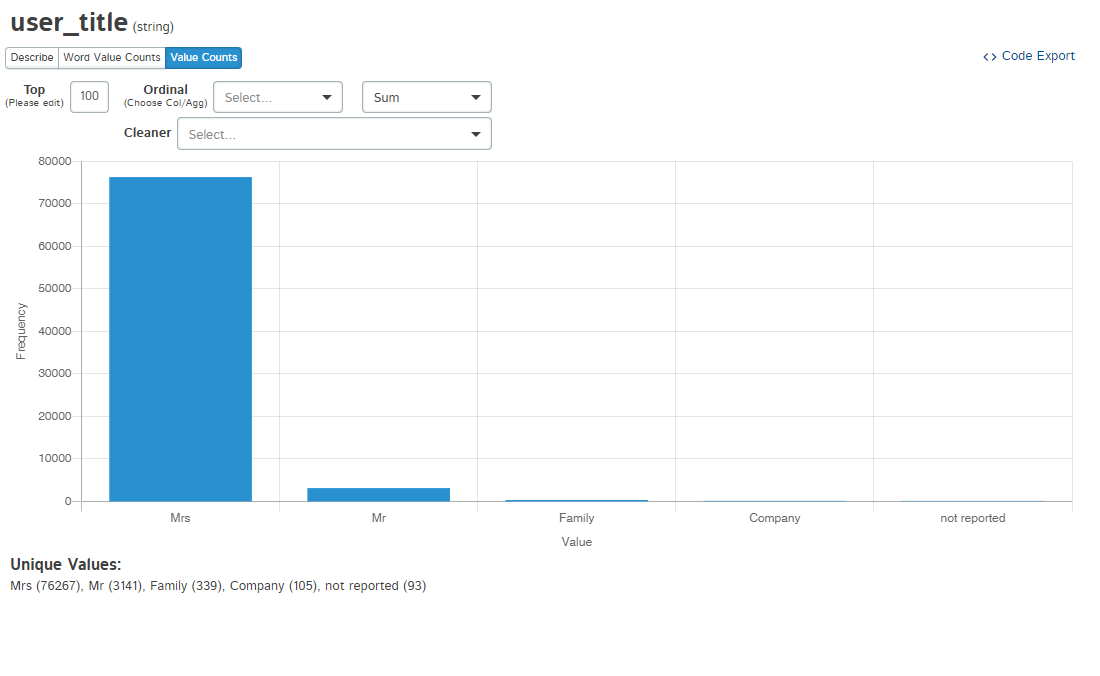 user_title (string)
Describe Word Value Counts Value Counts
Code Export
Top
(Please edit)
100
Ordinal
(Choose Col/Agg)
Select...
Sum
Cleaner
Select...
80000
70000
60000
50000
40000
30000
20000
10000
0
Frequency
Mrs Mr Family Company not reported
Value
Unique Values:
Mrs (76267), Mr (3141), Family (339), Company (105), not reported (93)